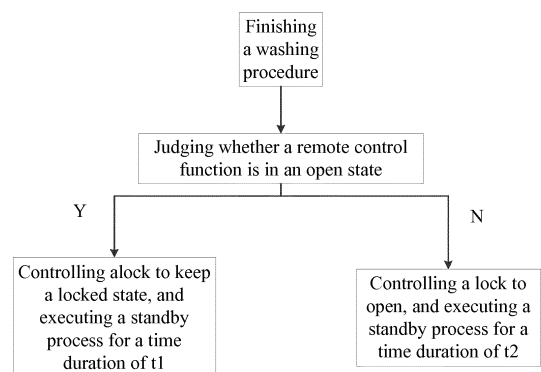 Finishing
a washing
procedure
Judging whether a remote control
function is in an open state
Y
N
Controlling alock to keep
a locked state, and
executing a standby
process for a time
duration of t1
Controlling a lock to
open, and executing a
standby process for a
time duration of t2